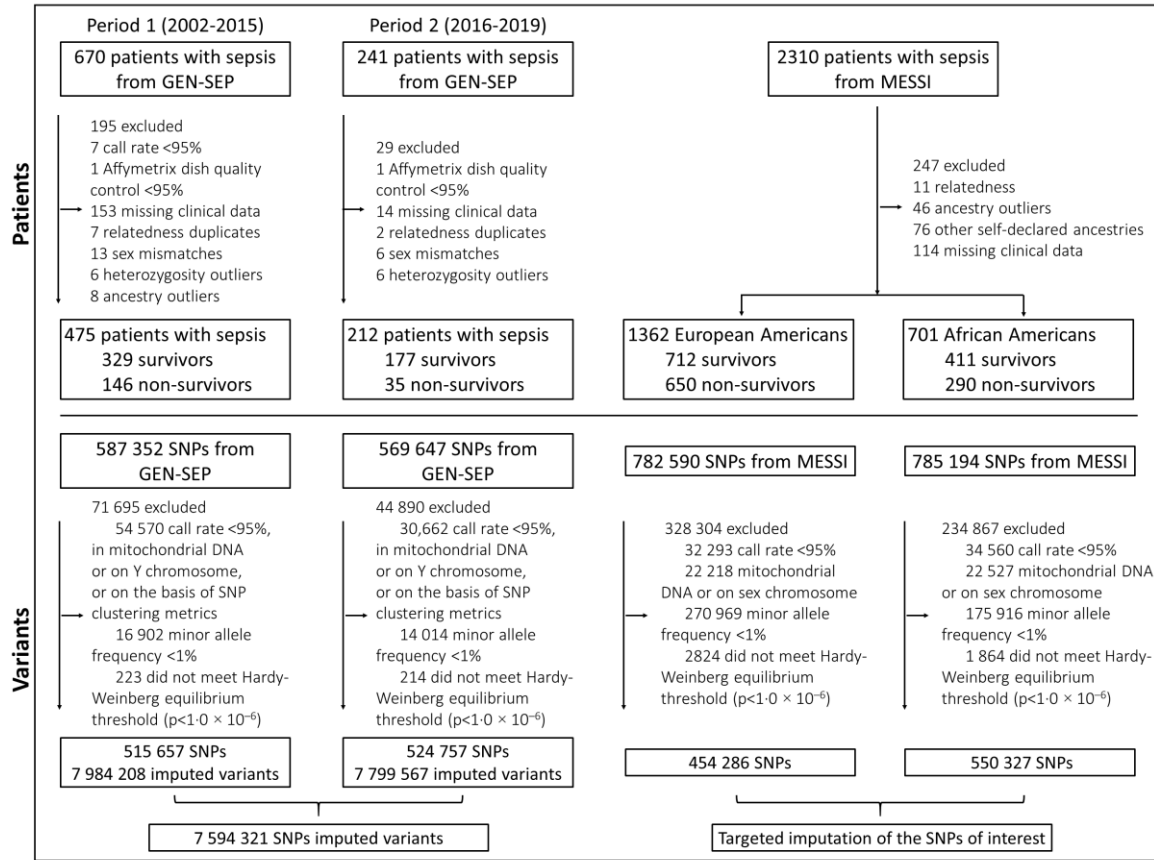 Patients
Period 1 (2002-2015)
670 patients with sepsis
from GEN-SEP
195 excluded
7 call rate <95%
1 Affymetrix dish quality
control <95%
153 missing clinical data
7 relatedness duplicates
13 sex mismatches
6 heterozygosity outliers
8 ancestry outliers
475 patients with sepsis
329 survivors
146 non-survivors
Period 2 (2016-2019)
241 patients with sepsis
from GEN-SEP
29 excluded
1 Affymetrix dish quality
control <95%
14 missing clinical data
2 relatedness duplicates
6 sex mismatches
6 heterozygosity outliers
212 patients with sepsis
177 survivors
35 non-survivors
2310 patients with sepsis
from MESSI
247 excluded
11 relatedness
46 ancestry outliers
76 other self-declared ancestries
114 missing clinical data
1362 European Americans
712 survivors
650 non-survivors
701 African Americans
411 survivors
290 non-survivors
Variants
587 352 SNPs from
GEN-SEP
71 695 excluded
54 570 call rate <95%,
in mitochondrial DNA
or on Y chromosome,
or on the basis of SNP
clustering metrics
16 902 minor allele
frequency <1%
223 did not meet Hardy-
Weinberg equilibrium
threshold (p<1·0 × 10⁻⁶)
515 657 SNPs
7 984 208 imputed variants
569 647 SNPs from
GEN-SEP
44 890 excluded
30,662 call rate <95%,
in mitochondrial DNA
or on Y chromosome,
or on the basis of SNP
clustering metrics
14 014 minor allele
frequency <1%
214 did not meet Hardy-
Weinberg equilibrium
threshold (p<1·0 × 10⁻⁶)
524 757 SNPs
7 799 567 imputed variants
7 594 321 SNPs imputed variants
782 590 SNPs from MESSI
328 304 excluded
32 293 call rate <95%
22 218 mitochondrial
DNA or on sex chromosome
270 969 minor allele
frequency <1%
2824 did not meet Hardy-
Weinberg equilibrium
threshold (p<1·0 × 10⁻⁶)
454 286 SNPs
785 194 SNPs from MESSI
234 867 excluded
34 560 call rate <95%
22 527 mitochondrial DNA
or on sex chromosome
175 916 minor allele
frequency <1%
1 864 did not meet Hardy-
Weinberg equilibrium
threshold (p<1·0 × 10⁻⁶)
550 327 SNPs
Targeted imputation of the SNPs of interest